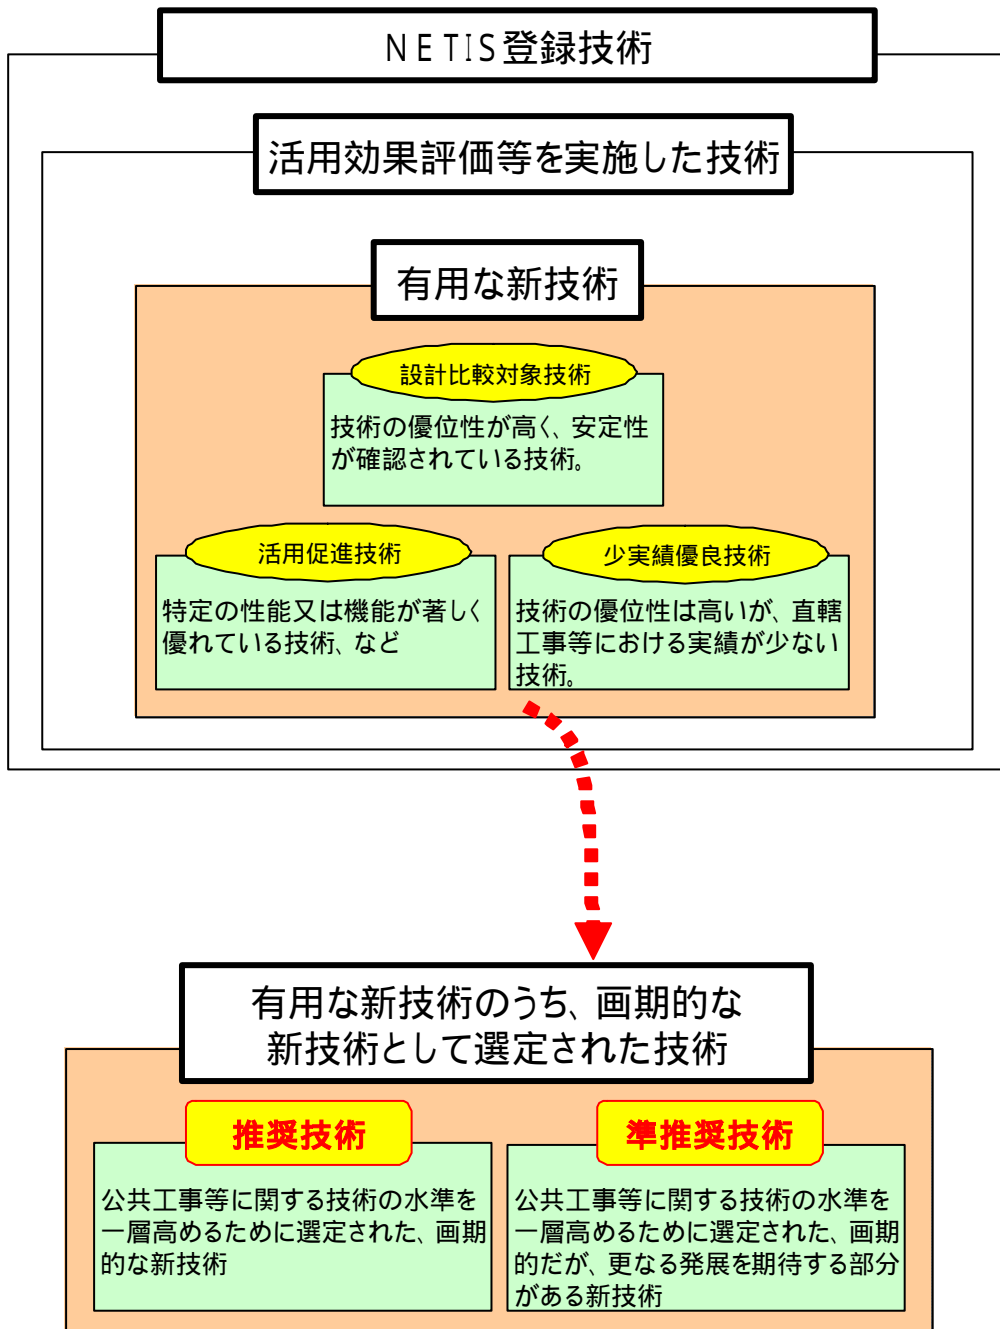 NETIS登録技術
活用効果評価等を実施した技術
有用な新技術
設計比較対象技術
技術の優位性が高く、安定性
が確認されている技術。
活用促進技術
特定の性能又は機能が著しく
優れている技術、など
少実績優良技術
技術の優位性は高いが、直轄
工事等における実績が少ない
技術。
有用な新技術のうち、画期的な
新技術として選定された技術
推奨技術
公共工事等に関する技術の水準を
一層高めるために選定された、画期
的な新技術
準推奨技術
公共工事等に関する技術の水準を
一層高めるために選定された、画期
的だが、更なる発展を期待する部分
がある新技術